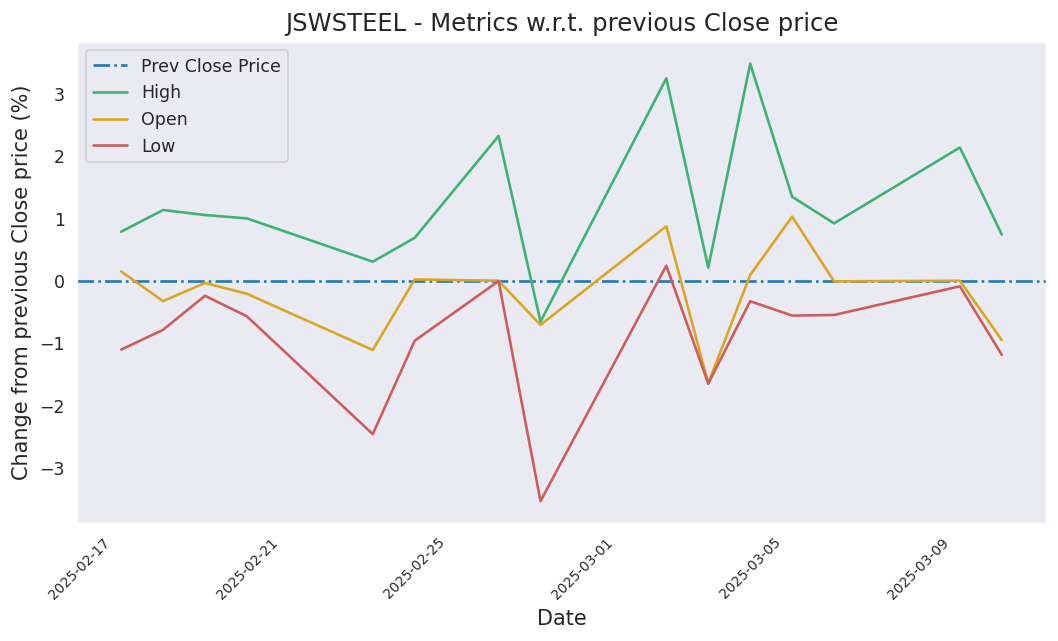 JSWSTEEL - Metrics w.r.t. previous Close price
Prev Close Price
High
Open
Low
Change from previous Close price (%)
3
2
1
0
−1
−2
−3
2025-02-17
2025-02-21
2025-02-25
2025-03-01
2025-03-05
2025-03-09
Date